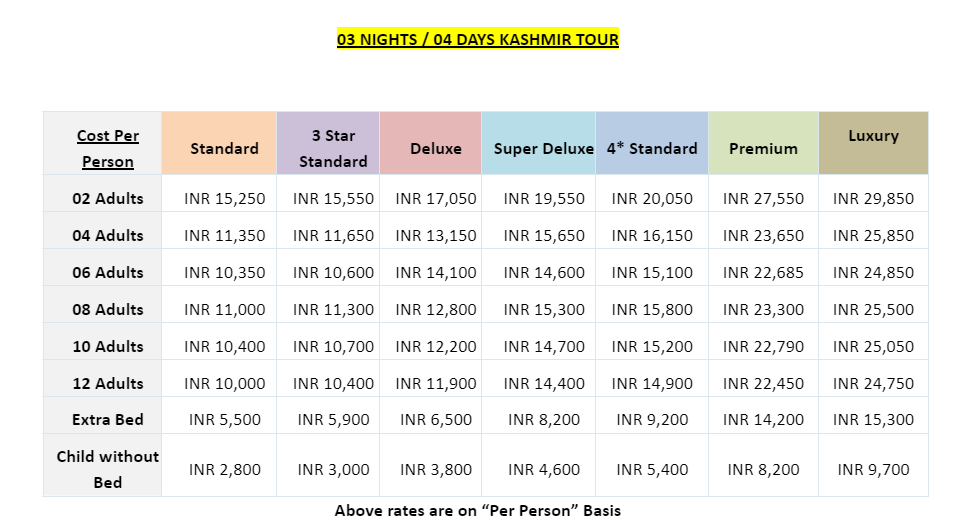 03 NIGHTS / 04 DAYS KASHMIR TOUR
Cost Per Person Standard 3 Star Standard Deluxe Super Deluxe 4* Standard Premium Luxury
02 Adults INR 15,250 INR 15,550 INR 17,050 INR 19,550 INR 20,050 INR 27,550 INR 29,850
04 Adults INR 11,350 INR 11,650 INR 13,150 INR 15,650 INR 16,150 INR 23,650 INR 25,850
06 Adults INR 10,350 INR 10,600 INR 14,100 INR 14,600 INR 15,100 INR 22,685 INR 24,850
08 Adults INR 11,000 INR 11,300 INR 12,800 INR 15,300 INR 15,800 INR 23,300 INR 25,500
10 Adults INR 10,400 INR 10,700 INR 12,200 INR 14,700 INR 15,200 INR 22,790 INR 25,050
12 Adults INR 10,000 INR 10,400 INR 11,900 INR 14,400 INR 14,900 INR 22,450 INR 24,750
Extra Bed INR 5,500 INR 5,900 INR 6,500 INR 8,200 INR 9,200 INR 14,200 INR 15,300
Child without Bed INR 2,800 INR 3,000 INR 3,800 INR 4,600 INR 5,400 INR 8,200 INR 9,700
Above rates are on “Per Person” Basis